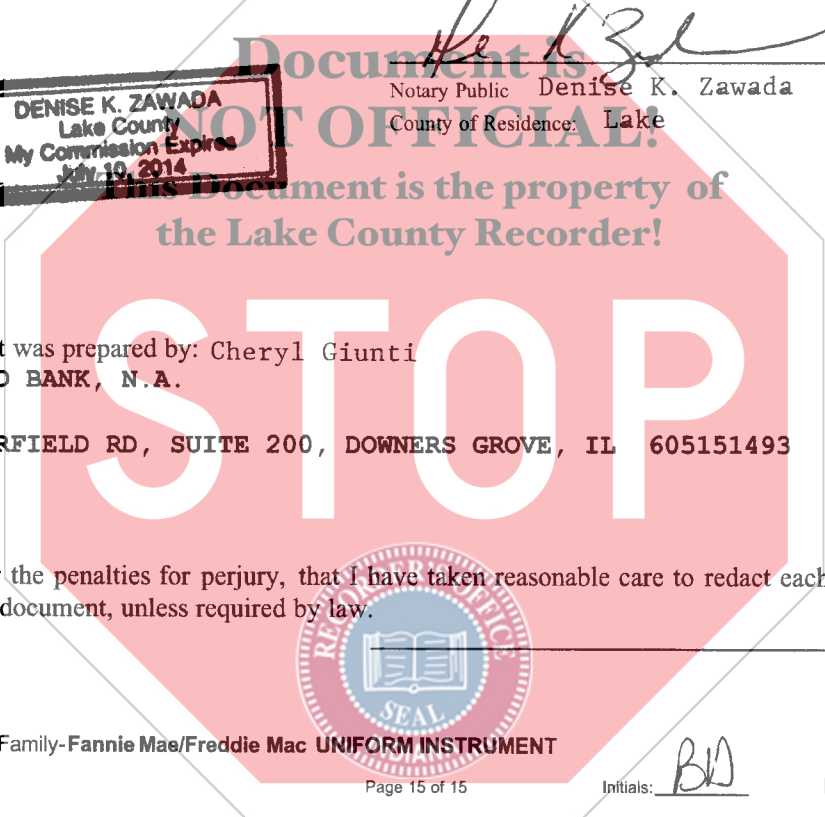 Document is
NOT OFFICIAL!
This Document is the property of
the Lake County Recorder!
DENISE K. ZAWADA
Lake County
My Commission Expires
July 10, 2014
Notary Public Denise K. Zawada
County of Residence: Lake
STOP
t was prepared by: Cheryl Giunti
O BANK, N.A.
RFIELD RD, SUITE 200, DOWNERS GROVE, IL 605151493
the penalties for perjury, that I have taken reasonable care to redact each
document, unless required by law.
RECORDER'S OFFICE
SEAL
INDIANA
Family-Fannie Mae/Freddie Mac UNIFORM INSTRUMENT
Page 15 of 15
Initials: BD